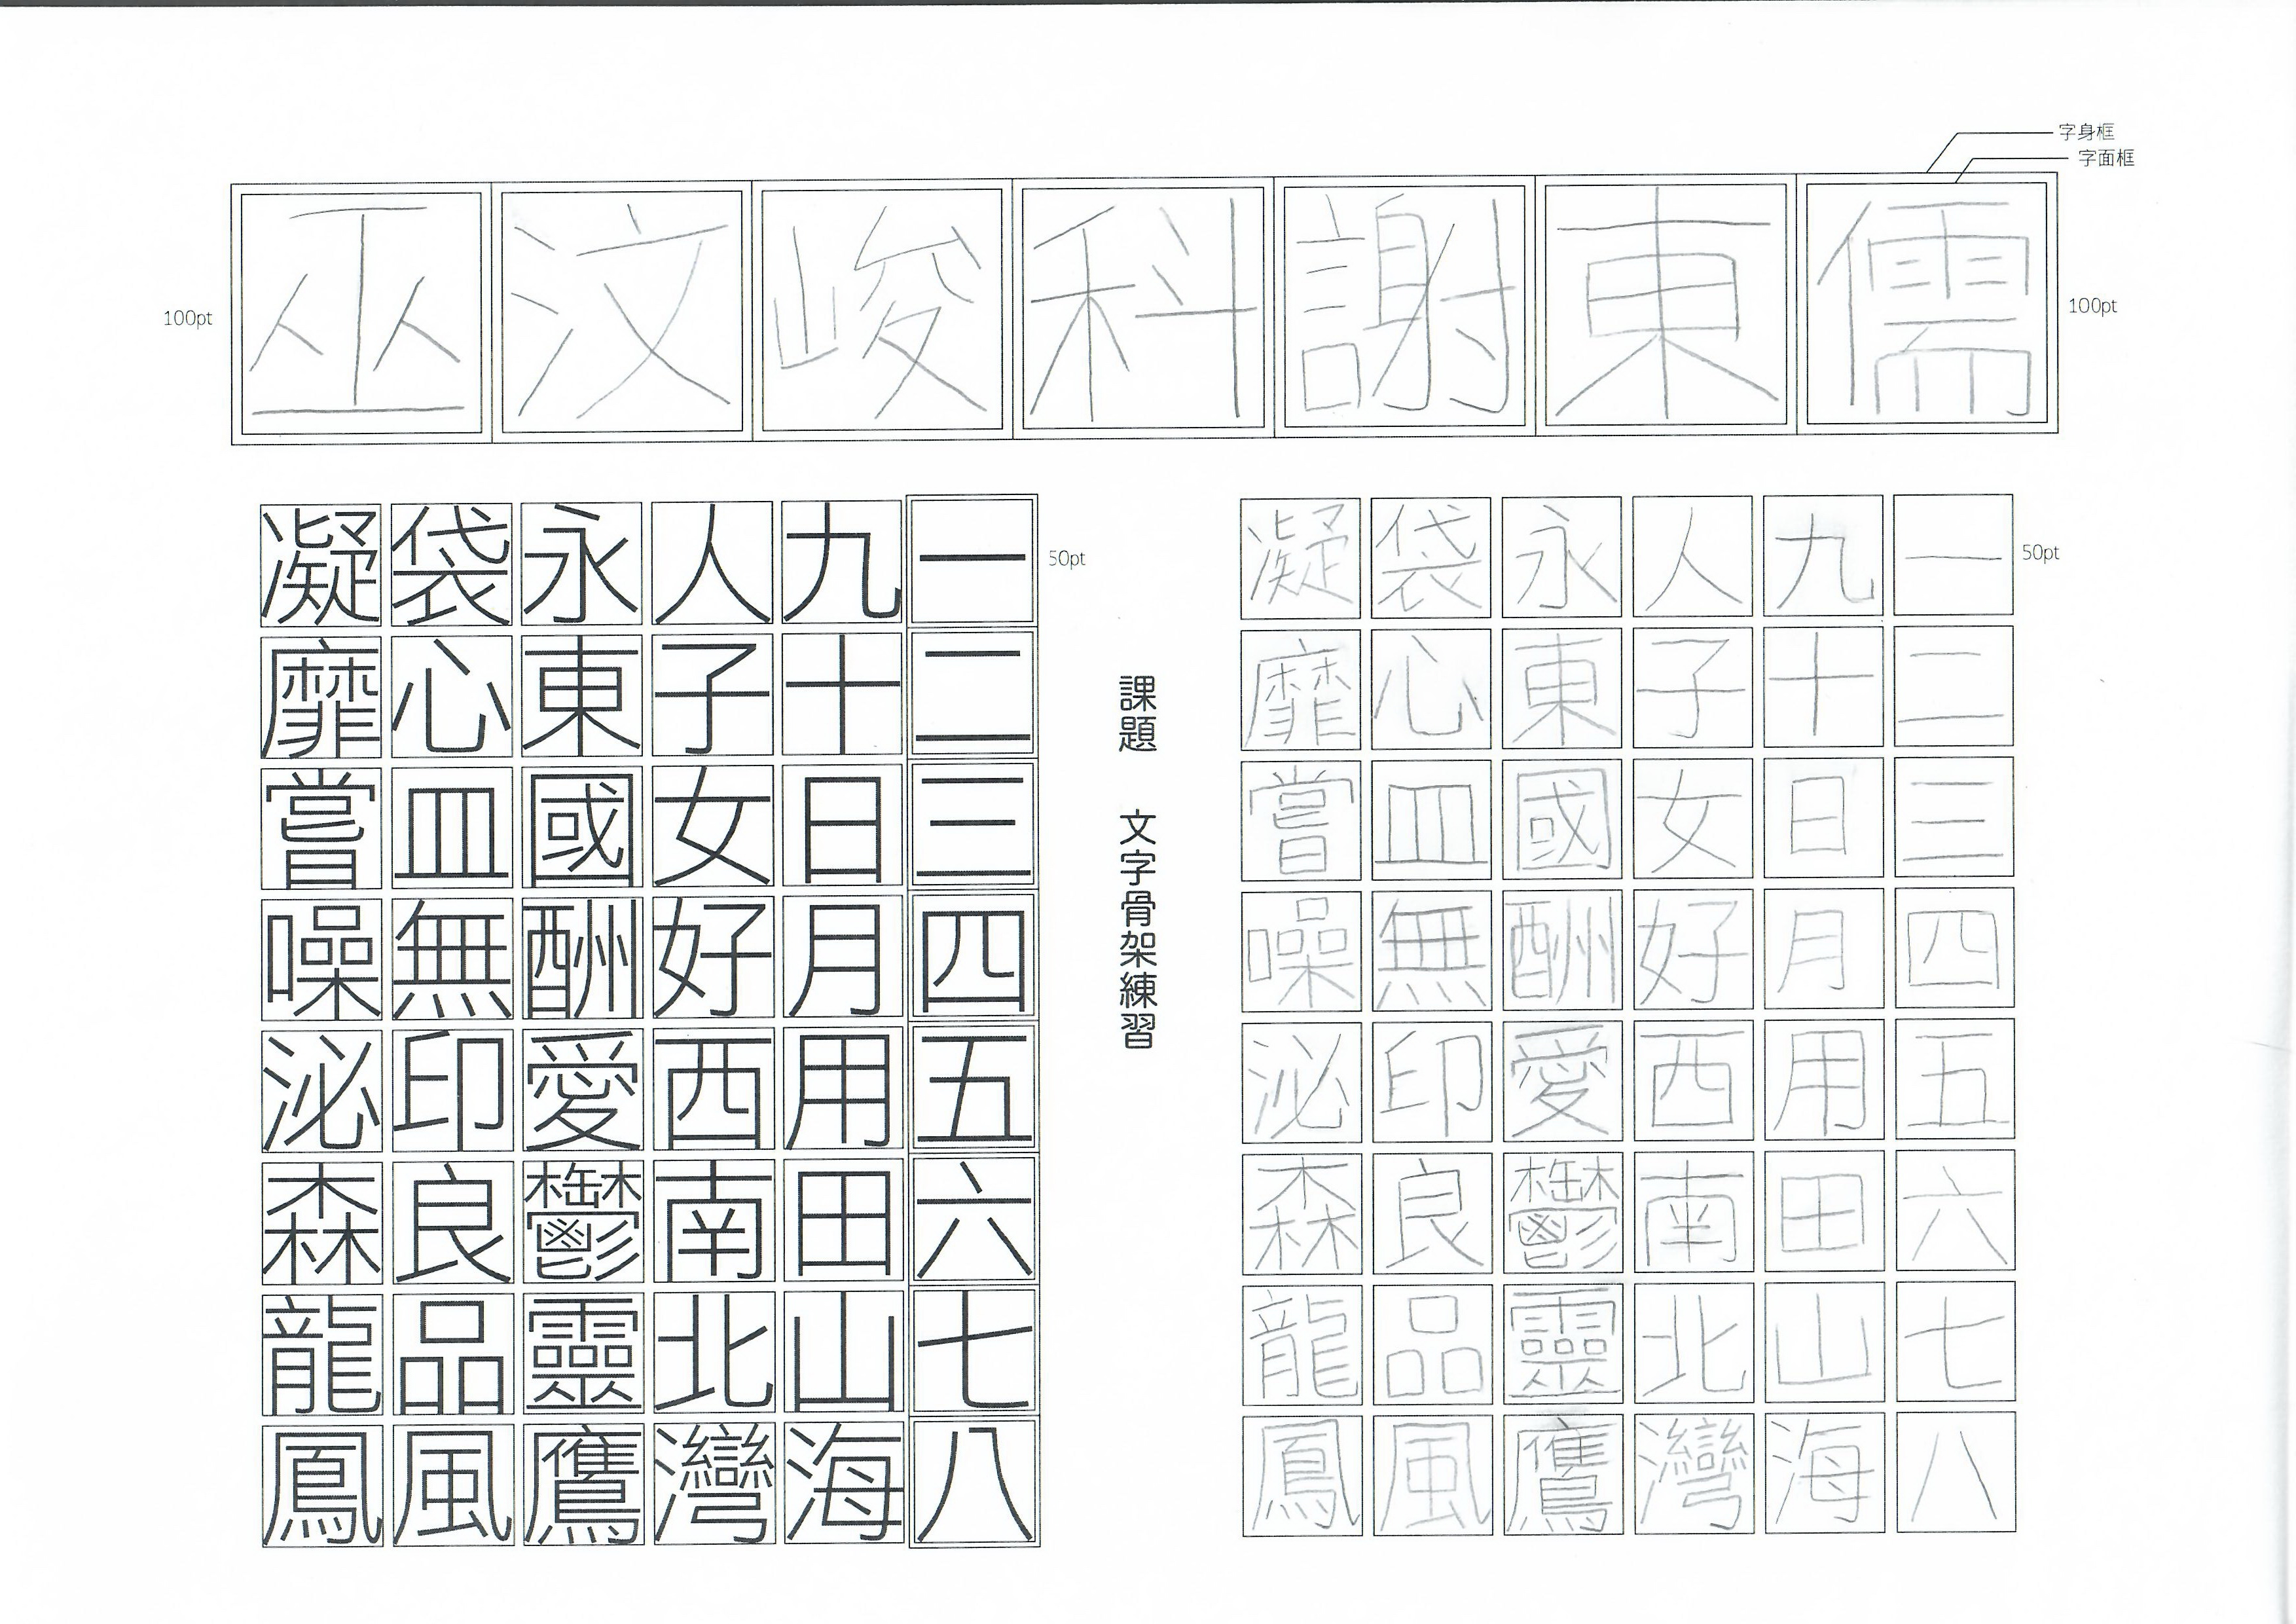 字身框
字面框
100pt
巫汶峻科謝東儒
100pt
50pt
一二三四五六七八
九十日月用田山海
人子女好西南北灣
永東國酬愛鬱靈鷹
袋心皿無印良品風
凝靡嘗噪泌森龍鳳
課題 文字骨架練習
50pt
一二三四五六七八
九十日月用田山海
人子女好西南北灣
永東國酬愛鬱靈鷹
袋心皿無印良品風
凝靡嘗噪泌森龍鳳